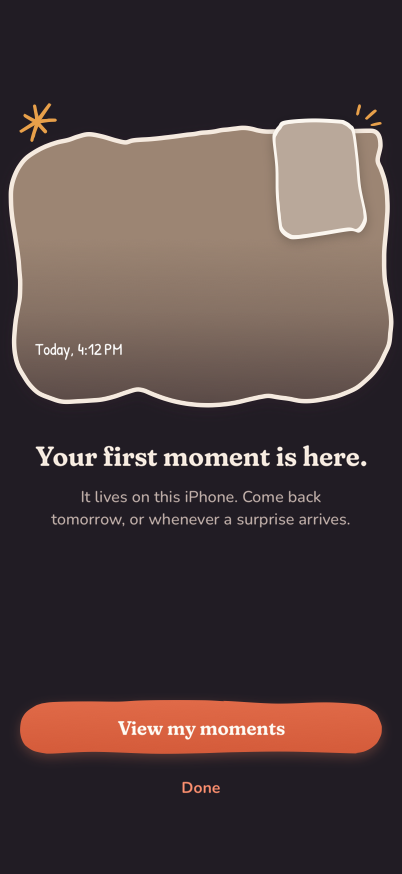 Today, 4:12 PM
Your first moment is here.
It lives on this iPhone. Come back
tomorrow, or whenever a surprise arrives.
View my moments
Done